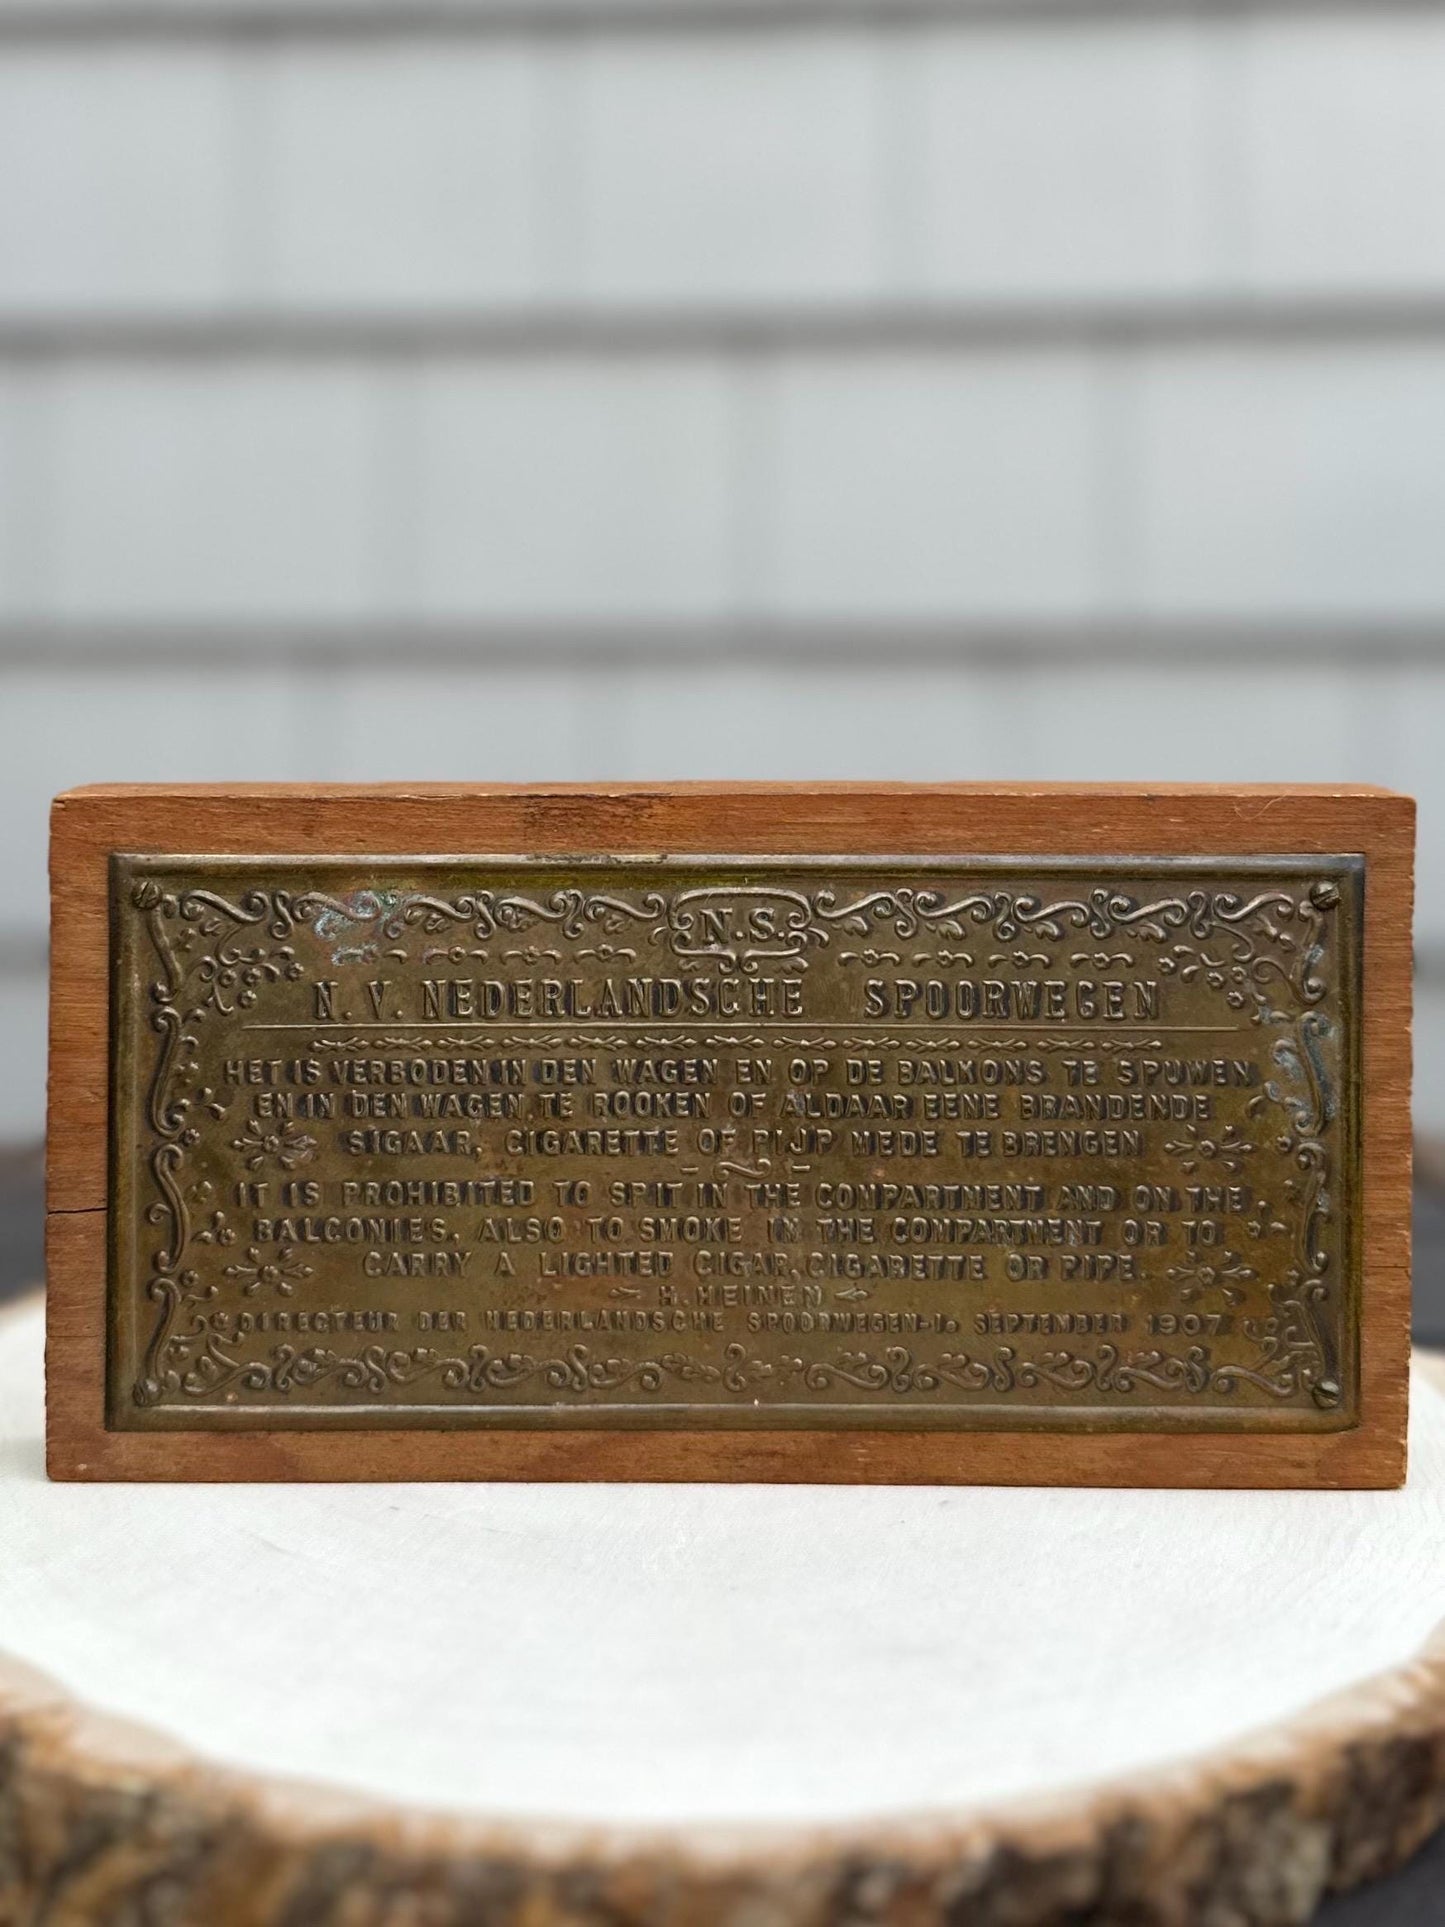 N.S.
N. V. NEDERLANDSCHE SPOORWEGEN
HET IS VERBODEN IN DEN WAGEN EN OP DE BALKONS TE SPUWEN
EN IN DEN WAGEN, TE ROOKEN OF ALDAAR EENE BRANDENDE
SIGAAR, CIGARETTE OF PIJP MEDE TE BRENGEN
IT IS PROHIBITED TO SPIT IN THE COMPARTMENT AND ON THE
BALCONIES. ALSO TO SMOKE IN THE COMPARTMENT OR TO
CARRY A LIGHTED CIGAR, CIGARETTE OR PIPE.
H. HEINEN
DIRECTEUR DER NEDERLANDSCHE SPOORWEGEN-1. SEPTEMBER 1907